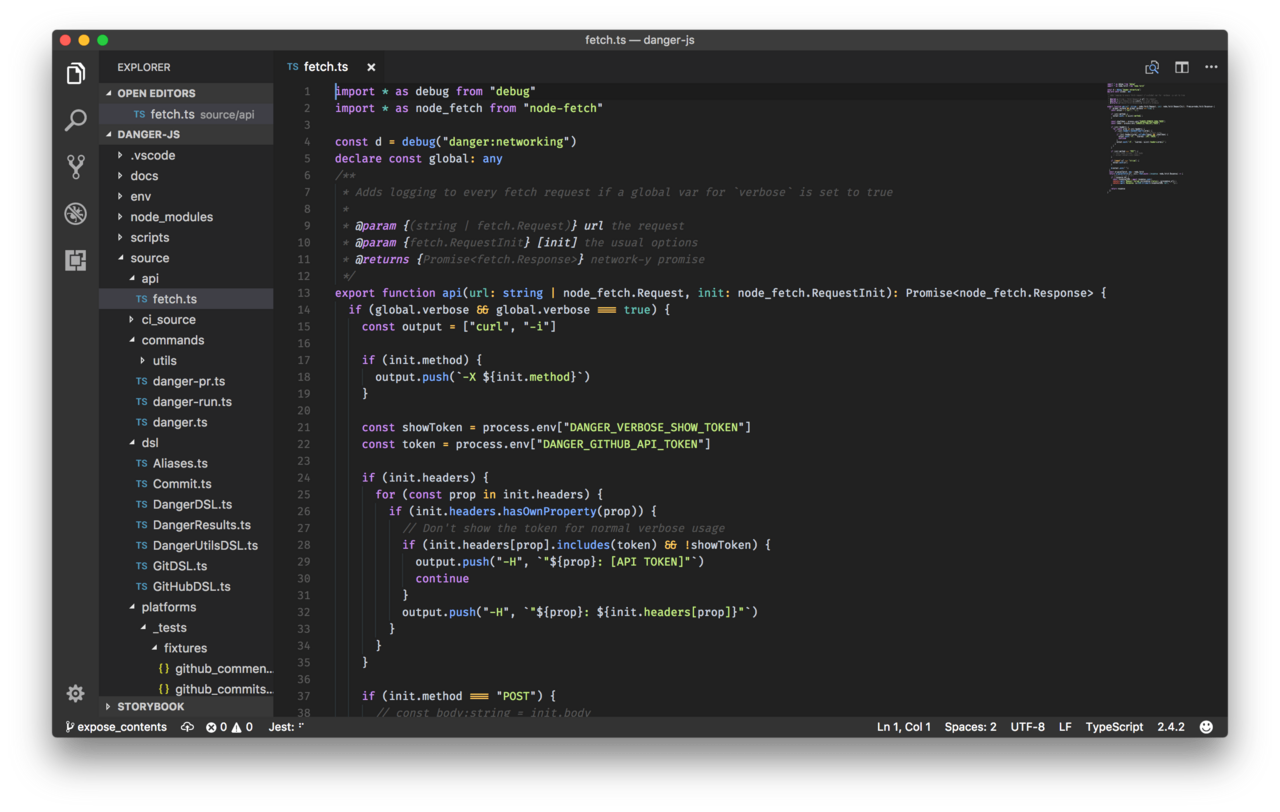 fetch.ts — danger-js
EXPLORER
OPEN EDITORS
TS fetch.ts source/api
DANGER-JS
.vscode
docs
env
node_modules
scripts
source
api
TS fetch.ts
ci_source
commands
utils
TS danger-pr.ts
TS danger-run.ts
TS danger.ts
dsl
TS Aliases.ts
TS Commit.ts
TS DangerDSL.ts
TS DangerResults.ts
TS DangerUtilsDSL.ts
TS GitDSL.ts
TS GitHubDSL.ts
platforms
_tests
fixtures
{} github_commen...
{} github_commits...
STORYBOOK
TS fetch.ts ×
1 import * as debug from "debug"
2 import * as node_fetch from "node-fetch"
3
4 const d = debug("danger:networking")
5 declare const global: any
6 /**
7  * Adds logging to every fetch request if a global var for `verbose` is set to true
8  *
9  * @param {(string | fetch.Request)} url the request
10  * @param {fetch.RequestInit} [init] the usual options
11  * @returns {Promise<fetch.Response>} network-y promise
12  */
13 export function api(url: string | node_fetch.Request, init: node_fetch.RequestInit): Promise<node_fetch.Response> {
14   if (global.verbose && global.verbose === true) {
15     const output = ["curl", "-i"]
16
17     if (init.method) {
18       output.push(`-X ${init.method}`)
19     }
20
21     const showToken = process.env["DANGER_VERBOSE_SHOW_TOKEN"]
22     const token = process.env["DANGER_GITHUB_API_TOKEN"]
23
24     if (init.headers) {
25       for (const prop in init.headers) {
26         if (init.headers.hasOwnProperty(prop)) {
27           // Don't show the token for normal verbose usage
28           if (init.headers[prop].includes(token) && !showToken) {
29             output.push("-H", `"${prop}: [API TOKEN]"`)
30             continue
31           }
32           output.push("-H", `"${prop}: ${init.headers[prop]}"`)
33         }
34       }
35     }
36
37     if (init.method === "POST") {
38       // const body:string = init.body
expose_contents 0 0 Jest: Ln 1, Col 1 Spaces: 2 UTF-8 LF TypeScript 2.4.2